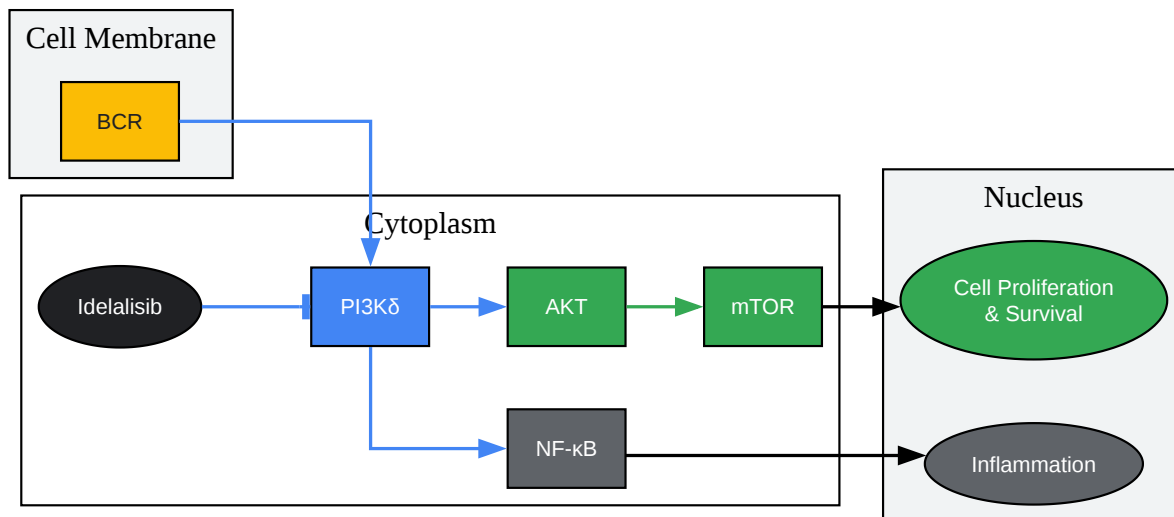 Cell Membrane
BCR
Cytoplasm
Nucleus
Idelalisib
PI3Kδ
AKT
mTOR
Cell Proliferation
& Survival
NF-κB
Inflammation